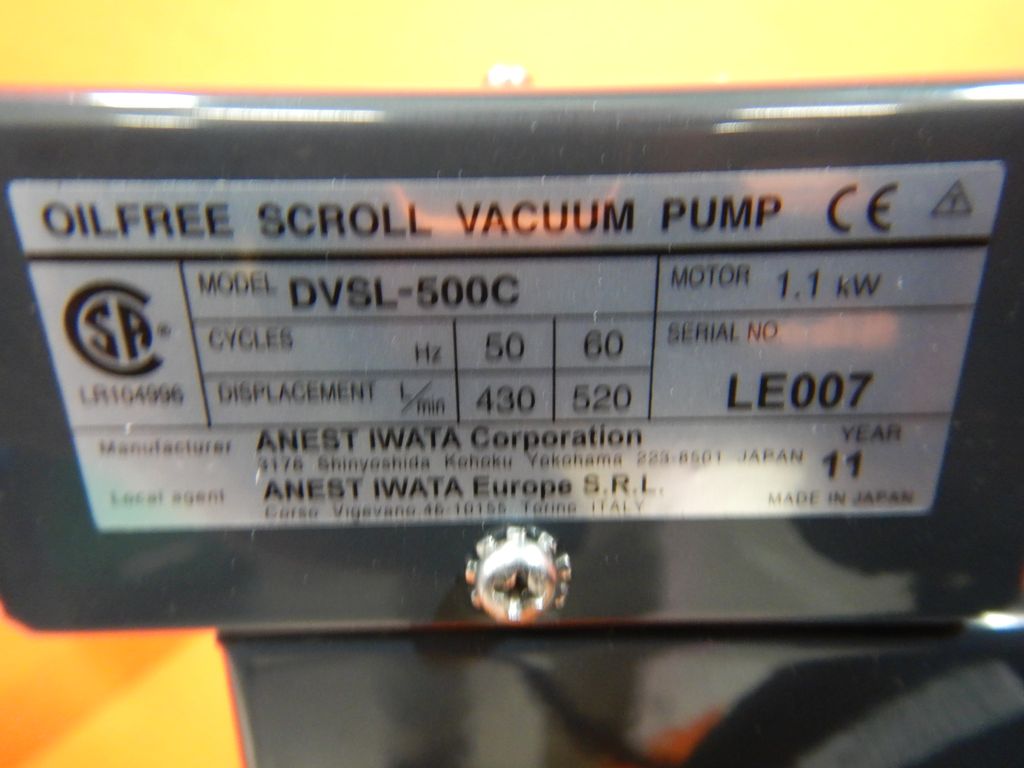 OILFREE SCROLL VACUUM PUMP CE
MODEL DVSL-500C
MOTOR 1.1 kW
CYCLES Hz 50 60
SERIAL NO
LE007
DISPLACEMENT L/min 430 520
SA ®
LR104996
Manufacturer ANEST IWATA Corporation
3176 Shinyoshida Kohoku Yokohama 223-8501 JAPAN
YEAR
11
Local agent ANEST IWATA Europe S.R.L.
Corso Vigevano 46-10155 Torino ITALY
MADE IN JAPAN